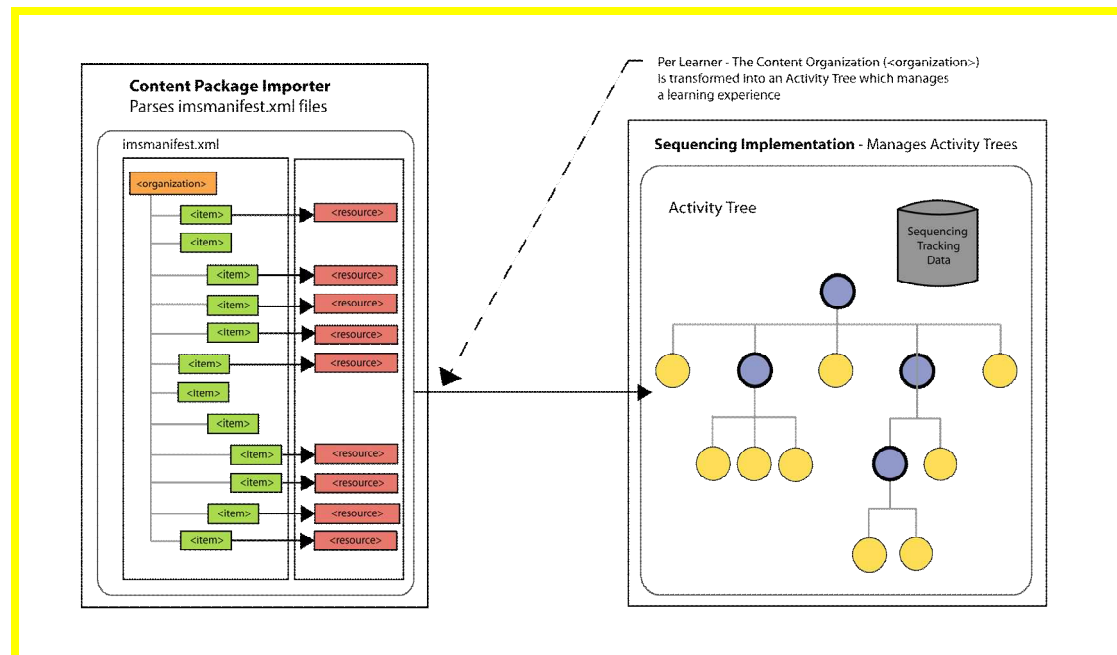 Content Package Importer
Parses imsmanifest.xml files
imsmanifest.xml
<organization>
<item>
<resource>
<item>
<item>
<resource>
<item>
<resource>
<item>
<resource>
<item>
<resource>
<item>
<item>
<item>
<resource>
<item>
<resource>
<item>
<resource>
<item>
<resource>
Per Learner - The Content Organization (<organization>)
is transformed into an Activity Tree which manages
a learning experience
Sequencing Implementation - Manages Activity Trees
Activity Tree
Sequencing
Tracking
Data